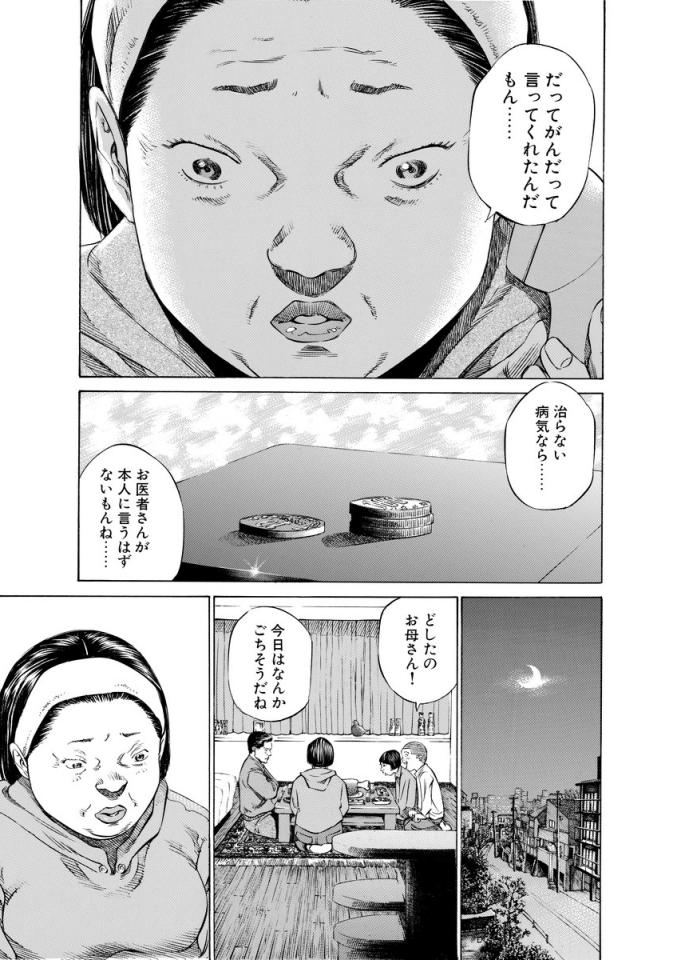 だってがんだって
言ってくれたんだ
もん……
治らない
病気なら……
お医者さんが
本人に言うはず
ないもんね……
どしたの
お母さん！
今日はなんか
ごちそうだね